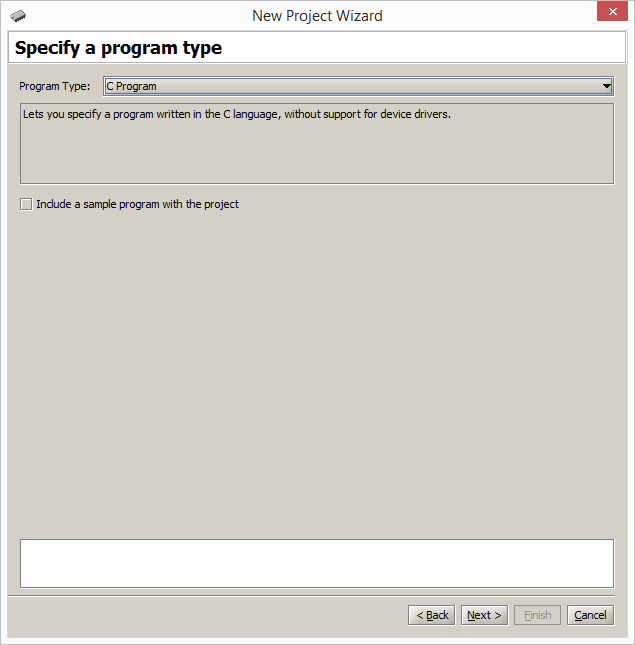 New Project Wizard
Specify a program type
Program Type: C Program
Lets you specify a program written in the C language, without support for device drivers.
Include a sample program with the project
< Back Next > Finish Cancel